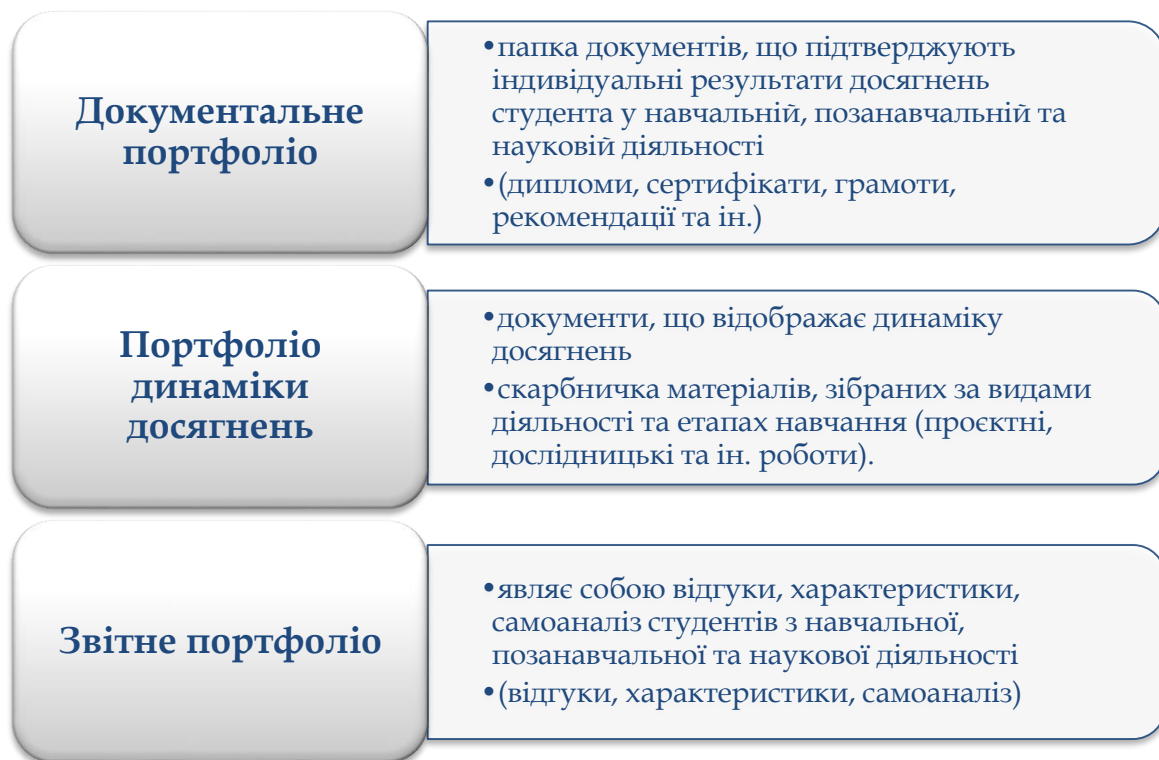 Документальне
портфоліо
•папка документів, що підтверджують
індивідуальні результати досягнень
студента у навчальній, позанавчальній та
науковій діяльності
•(дипломи, сертифікати, грамоти,
рекомендації та ін.)
Портфоліо
динаміки
досягнень
•документи, що відображає динаміку
досягнень
•скарбничка матеріалів, зібраних за видами
діяльності та етапах навчання (проєктні,
дослідницькі та ін. роботи).
Звітне портфоліо
•являє собою відгуки, характеристики,
самоаналіз студентів з навчальної,
позанавчальної та наукової діяльності
•(відгуки, характеристики, самоаналіз)